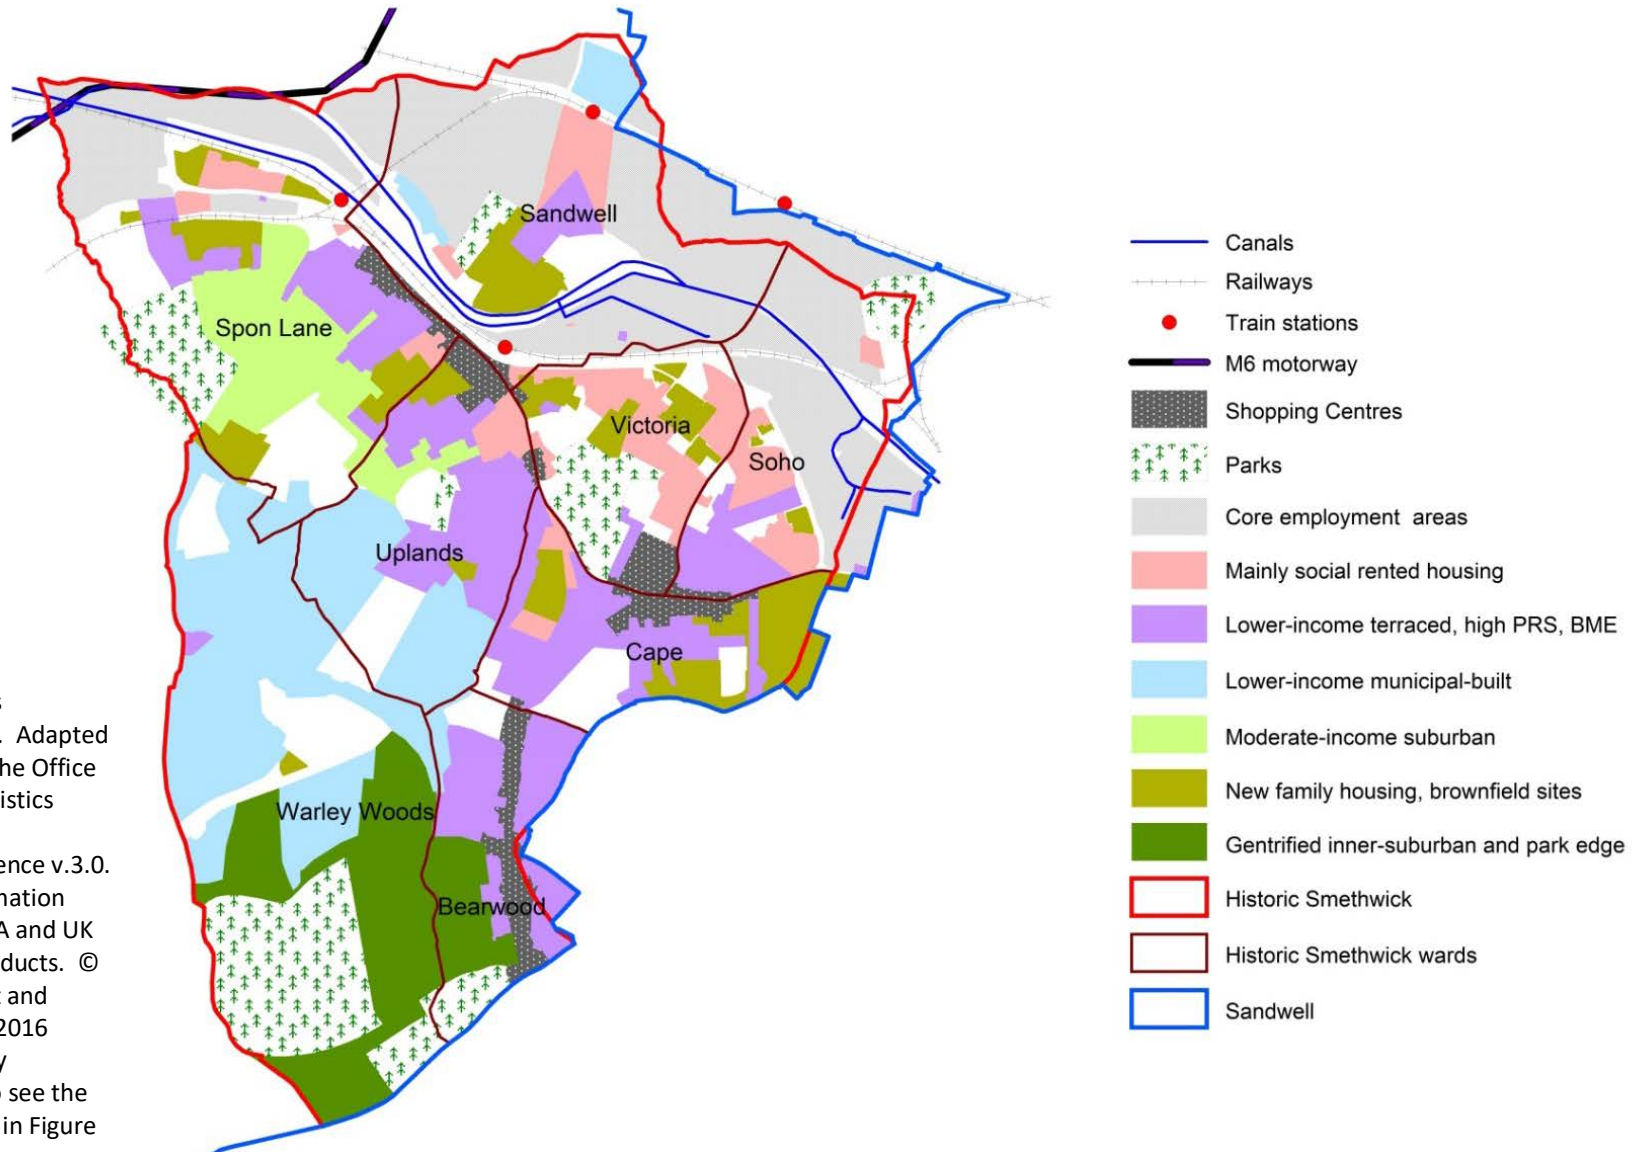 Sandwell
Spon Lane
Victoria
Soho
Uplands
Cape
Warley Woods
Bearwood
Canals
Railways
Train stations
M6 motorway
Shopping Centres
Parks
Core employment areas
Mainly social rented housing
Lower-income terraced, high PRS, BME
Lower-income municipal-built
Moderate-income suburban
New family housing, brownfield sites
Gentrified inner-suburban and park edge
Historic Smethwick
Historic Smethwick wards
Sandwell
s
. Adapted
he Office
istics
ence v.3.0.
mation
A and UK
ducts. ©
t and
2016
y
o see the
in Figure